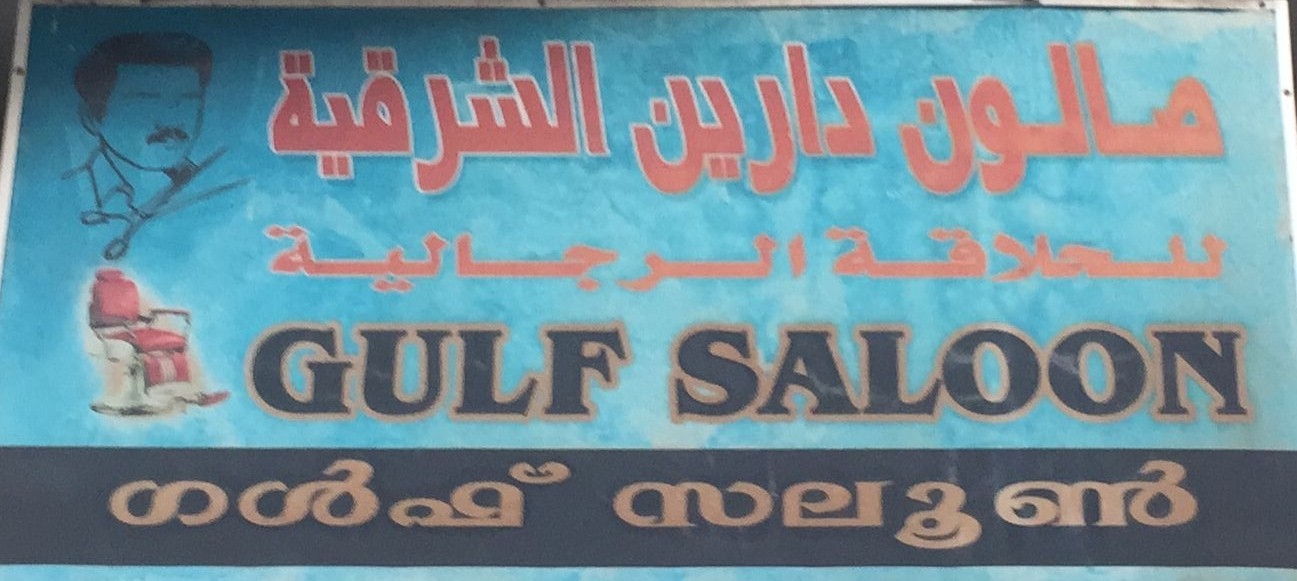 صالون دارين الشرقية
للحلاقة الرجالية
GULF SALOON
ഗൾഫ് സലൂൺ